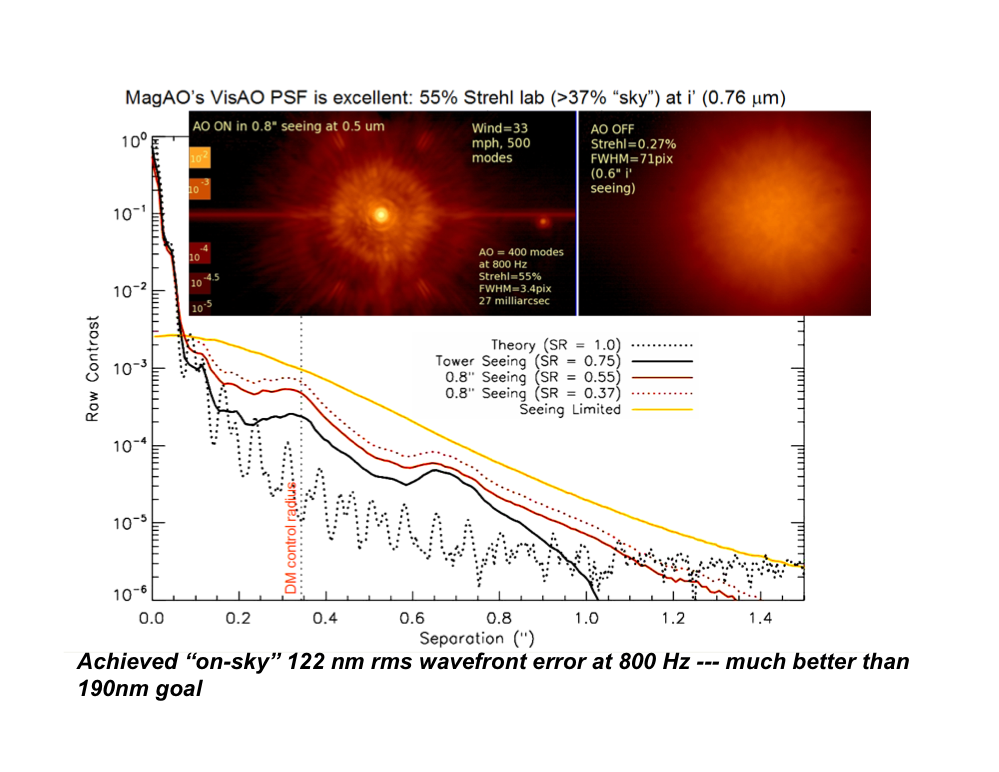 MagAO's VisAO PSF is excellent: 55% Strehl lab (>37% “sky”) at i' (0.76 μm)
AO ON in 0.8" seeing at 0.5 um
Wind=33
mph, 500
modes
10-2
10-3
10-4
10-4.5
10-5
AO = 400 modes
at 800 Hz
Strehl=55%
FWHM=3.4pix
27 milliarcsec
AO OFF
Strehl=0.27%
FWHM=71pix
(0.6" i'
seeing)
Raw Contrast
10⁰
10⁻¹
10⁻²
10⁻³
10⁻⁴
10⁻⁵
10⁻⁶
Theory (SR = 1.0)
Tower Seeing (SR = 0.75)
0.8" Seeing (SR = 0.55)
0.8" Seeing (SR = 0.37)
Seeing Limited
DM control radius
0.0 0.2 0.4 0.6 0.8 1.0 1.2 1.4
Separation (")
Achieved “on-sky” 122 nm rms wavefront error at 800 Hz --- much better than
190nm goal